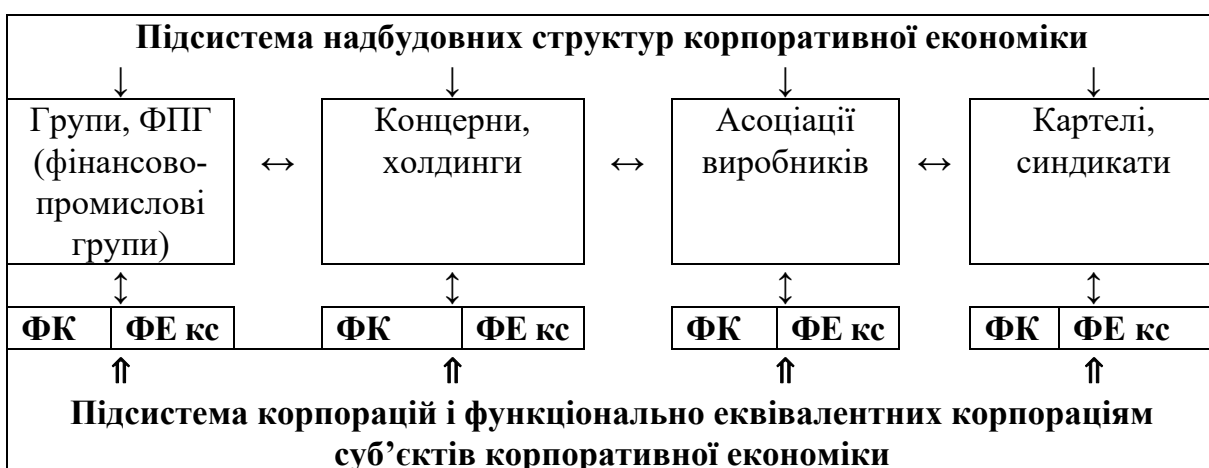 Підсистема надбудовних структур корпоративної економіки
↓ ↓ ↓ ↓
Групи, ФПГ Концерни, Асоціації Картелі,
(фінансово- ↔ холдинги ↔ виробників ↔ синдикати
промислові
групи)
↕ ↕ ↕ ↕
ФК ФЕ кс ФК ФЕ кс ФК ФЕ кс ФК ФЕ кс
⇑ ⇑ ⇑ ⇑
Підсистема корпорацій і функціонально еквівалентних корпораціям
суб’єктів корпоративної економіки